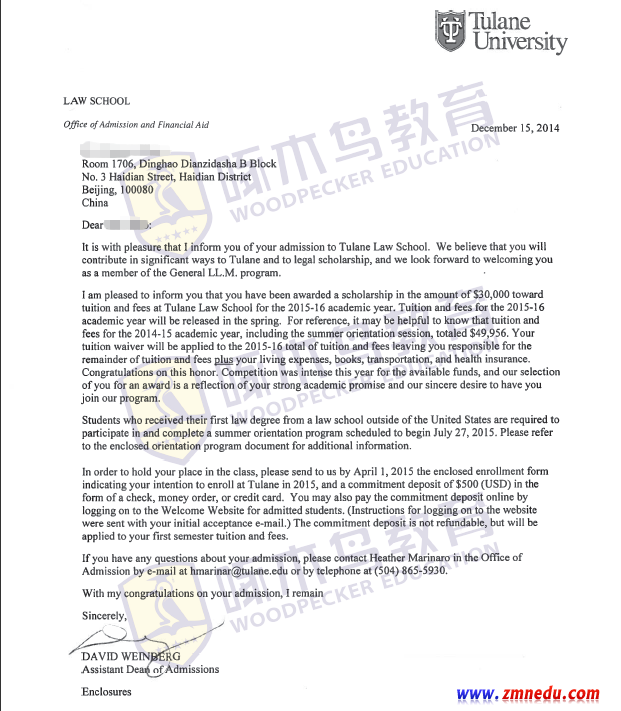 Tulane
University
LAW SCHOOL
Office of Admission and Financial Aid
December 15, 2014
Room 1706, Dinghao Dianzidasha B Block
No. 3 Haidian Street, Haidian District
Beijing, 100080
China
Dear :
It is with pleasure that I inform you of your admission to Tulane Law School. We believe that you will
contribute in significant ways to Tulane and to legal scholarship, and we look forward to welcoming you
as a member of the General LL.M. program.
I am pleased to inform you that you have been awarded a scholarship in the amount of $30,000 toward
tuition and fees at Tulane Law School for the 2015-16 academic year. Tuition and fees for the 2015-16
academic year will be released in the spring. For reference, it may be helpful to know that tuition and
fees for the 2014-15 academic year, including the summer orientation session, totaled $49,956. Your
tuition waiver will be applied to the 2015-16 total of tuition and fees leaving you responsible for the
remainder of tuition and fees plus your living expenses, books, transportation, and health insurance.
Congratulations on this honor. Competition was intense this year for the available funds, and our selection
of you for an award is a reflection of your strong academic promise and our sincere desire to have you
join our program.
Students who received their first law degree from a law school outside of the United States are required to
participate in and complete a summer orientation program scheduled to begin July 27, 2015. Please refer
to the enclosed orientation program document for additional information.
In order to hold your place in the class, please send to us by April 1, 2015 the enclosed enrollment form
indicating your intention to enroll at Tulane in 2015, and a commitment deposit of $500 (USD) in the
form of a check, money order, or credit card. You may also pay the commitment deposit online by
logging on to the Welcome Website for admitted students. (Instructions for logging on to the website
were sent with your initial acceptance e-mail.) The commitment deposit is not refundable, but will be
applied to your first semester tuition and fees.
If you have any questions about your admission, please contact Heather Marinaro in the Office of
Admission by e-mail at hmarinar@tulane.edu or by telephone at (504) 865-5930.
With my congratulations on your admission, I remain
Sincerely,
DAVID WEINBERG
Assistant Dean of Admissions
Enclosures
啄木鸟教育
WOODPECKER EDUCATION
啄木鸟教育
WOODPECKER EDUCATION
啄木鸟教育
WOODPECKER EDUCATION
www.zmnedu.com